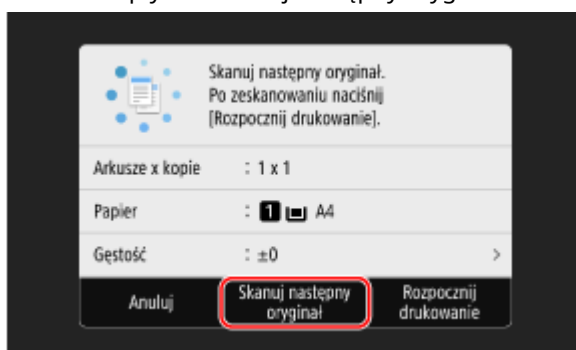 Skanuj następny oryginał.
Po zeskanowaniu naciśnij
[Rozpocznij drukowanie].
Arkusze x kopie : 1 x 1
Papier : 1 A4
Gęstość : ±0 >
Anuluj
Skanuj następny
oryginał
Rozpocznij
drukowanie